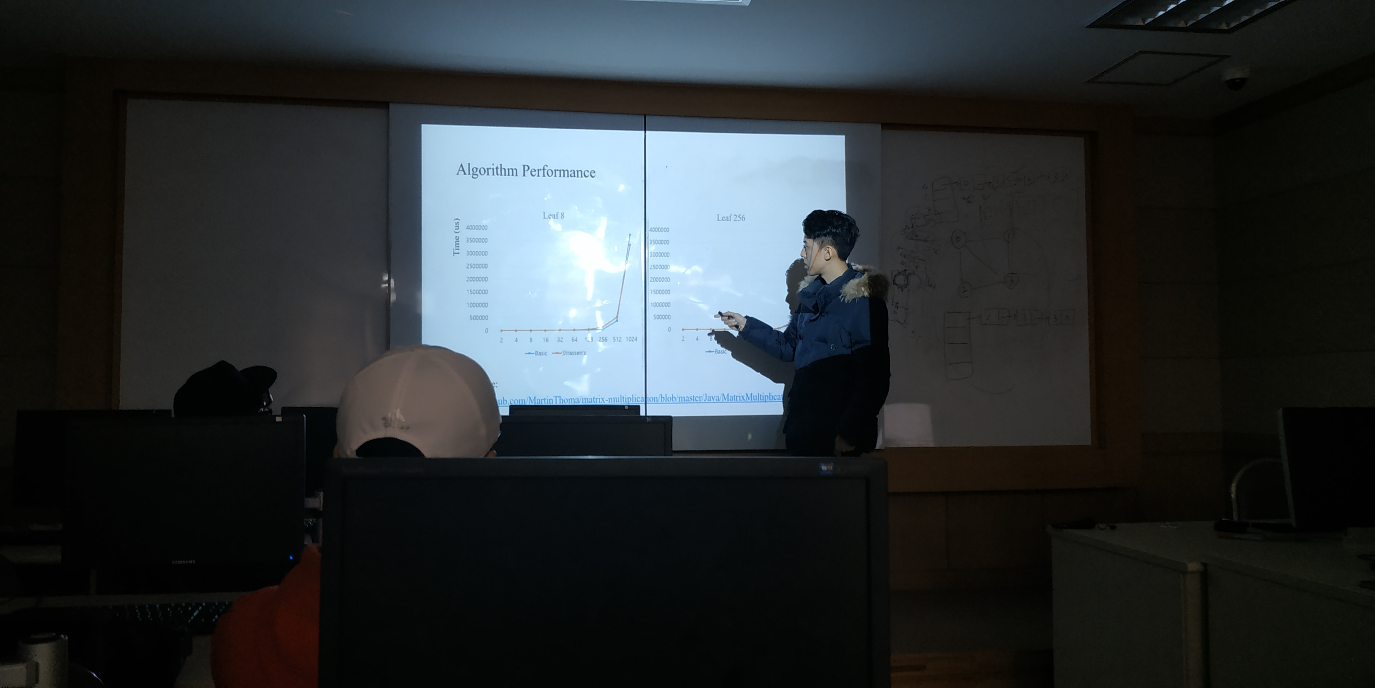 Algorithm Performance
Leaf 8
Time (us)
4000000
3500000
3000000
2500000
2000000
1500000
1000000
500000
0
2 4 8 16 32 64 256 512 1024
Basic Strassen
Leaf 256
4000000
3500000
3000000
2500000
2000000
1500000
1000000
500000
0
2 4
Basic
ub.com/MartinThoma/matrix-multiplication/blob/master/Java/MatrixMultiplica
SAMSUNG